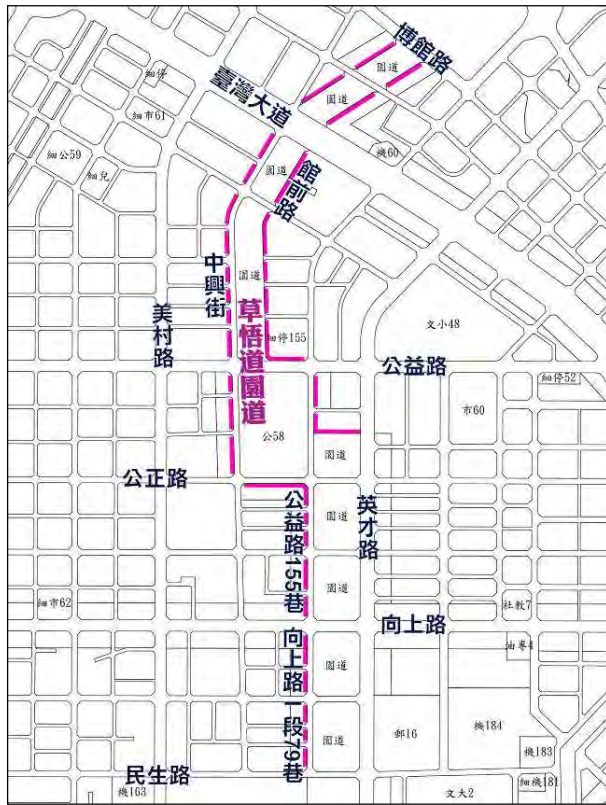 博館路
園道
細停
臺灣大道
園道
細市61
機60
細公59
園道
細兒
館前路
中興街
園道
美村路
草悟道園道
文小48
細停155
公益路
細停52
市60
公58
園道
公正路
公益路155巷
園道
英才路
園道
細市62
社教7
向上路
向上路一段79巷
油專4
園道
園道
郵16
機184
機183
民生路
機163
細機181
文大2